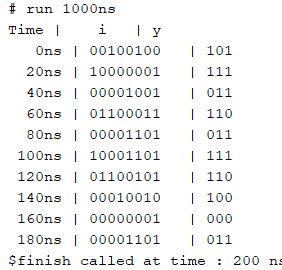 # run 1000ns
Time |     i    | y
0ns | 00100100   | 101
20ns | 10000001   | 111
40ns | 00001001   | 011
60ns | 01100011   | 110
80ns | 00001101   | 011
100ns | 10001101   | 111
120ns | 01101101   | 110
140ns | 00010010   | 100
160ns | 00000001   | 000
180ns | 00001101   | 011
$finish called at time : 200 ns